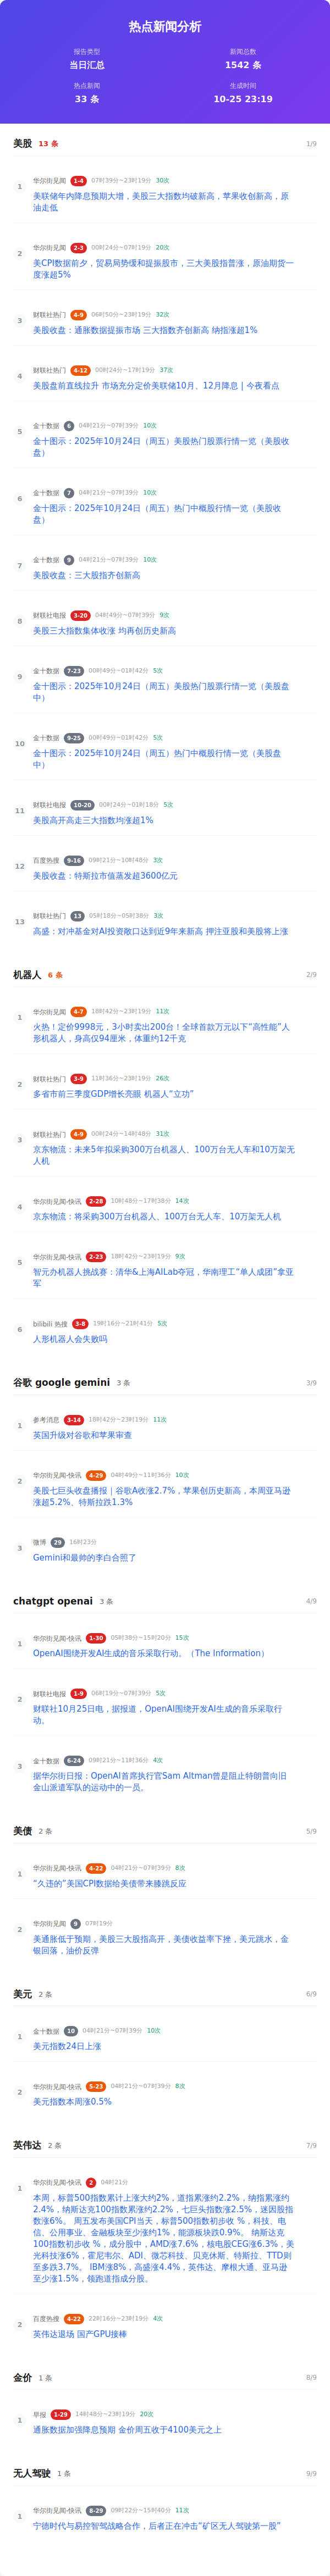 热点新闻分析
报告类型
新闻总数
当日汇总
1542 条
热点新闻
生成时间
33 条
10-25 23:19
美股 13 条 1/9
1
华尔街见闻 1-4 07时39分~23时19分 30次
美联储年内降息预期大增，美股三大指数均破新高，苹果收创新高，原
油走低
2
华尔街见闻 2-3 00时24分~07时19分 20次
美CPI数据前夕，贸易局势缓和提振股市，三大美股指普涨，原油期货一
度涨超5%
3
财联社热门 4-9 06时50分~23时19分 32次
美股收盘：通胀数据提振市场 三大指数齐创新高 纳指涨超1%
4
财联社热门 4-12 00时24分~17时19分 37次
美股盘前直线拉升 市场充分定价美联储10月、12月降息 | 今夜看点
5
金十数据 6 04时21分~07时39分 10次
金十图示：2025年10月24日（周五）美股热门股票行情一览（美股收
盘）
6
金十数据 7 04时21分~07时39分 10次
金十图示：2025年10月24日（周五）热门中概股行情一览（美股收
盘）
7
金十数据 9 04时21分~07时39分 10次
美股收盘：三大股指齐创新高
8
财联社电报 3-20 04时49分~07时39分 9次
美股三大指数集体收涨 均再创历史新高
9
金十数据 7-23 00时49分~01时42分 5次
金十图示：2025年10月24日（周五）美股热门股票行情一览（美股盘
中）
10
金十数据 9-25 00时49分~01时42分 5次
金十图示：2025年10月24日（周五）热门中概股行情一览（美股盘
中）
11
财联社电报 10-20 00时24分~01时18分 5次
美股高开高走三大指数均涨超1%
12
百度热搜 9-16 09时21分~10时48分 3次
美股收盘：特斯拉市值蒸发超3600亿元
13
财联社热门 13 05时18分~05时38分 3次
高盛：对冲基金对AI投资敞口达到近9年来新高 押注亚股和美股将上涨
机器人 6 条 2/9
1
华尔街见闻 4-7 18时42分~23时19分 11次
火热！定价9998元，3小时卖出200台！全球首款万元以下“高性能”人
形机器人，身高仅94厘米，体重约12千克
2
财联社热门 3-9 11时36分~23时19分 26次
多省市前三季度GDP增长亮眼 机器人“立功”
3
财联社热门 4-9 00时24分~14时48分 31次
京东物流：未来5年拟采购300万台机器人、100万台无人车和10万架无
人机
4
华尔街见闻-快讯 2-28 10时48分~17时38分 14次
京东物流：将采购300万台机器人、100万台无人车、10万架无人机
5
华尔街见闻-快讯 2-23 18时42分~23时19分 9次
智元办机器人挑战赛：清华&上海AILab夺冠，华南理工“单人成团”拿亚
军
6
bilibili 热搜 3-8 19时16分~21时41分 5次
人形机器人会失败吗
谷歌 google gemini 3 条 3/9
1
参考消息 3-14 18时42分~23时19分 11次
英国升级对谷歌和苹果审查
2
华尔街见闻-快讯 4-29 04时49分~11时36分 10次
美股七巨头收盘播报｜谷歌A收涨2.7%，苹果创历史新高，本周亚马逊
涨超5.2%、特斯拉跌1.3%
3
微博 29 16时23分
Gemini和最帅的李白合照了
chatgpt openai 3 条 4/9
1
华尔街见闻-快讯 1-30 05时38分~15时20分 15次
OpenAI围绕开发AI生成的音乐采取行动。（The Information）
2
财联社电报 1-9 06时19分~07时39分 5次
财联社10月25日电，据报道，OpenAI围绕开发AI生成的音乐采取行
动。
3
金十数据 6-24 09时21分~11时36分 4次
据华尔街日报：OpenAI首席执行官Sam Altman曾是阻止特朗普向旧
金山派遣军队的运动中的一员。
美债 2 条 5/9
1
华尔街见闻-快讯 4-22 04时21分~07时39分 8次
“久违的”美国CPI数据给美债带来膝跳反应
2
华尔街见闻 9 07时19分
美通胀低于预期，美股三大股指高开，美债收益率下挫，美元跳水，金
银回落，油价反弹
美元 2 条 6/9
1
金十数据 10 04时21分~07时39分 10次
美元指数24日上涨
2
华尔街见闻-快讯 5-23 04时21分~07时39分 8次
美元指数本周涨0.5%
英伟达 2 条 7/9
1
华尔街见闻-快讯 2 04时21分
本周，标普500指数累计上涨大约2%，道指累涨约2.2%，纳指累涨约
2.4%，纳斯达克100指数累涨约2.2%，七巨头指数涨2.5%，迷因股指
数涨6%。 周五发布美国CPI当天，标普500指数初步收 %，科技、电
信、公用事业、金融板块至少涨约1%，能源板块跌0.9%。 纳斯达克
100指数初步收 %，成分股中，AMD涨7.6%，核电股CEG涨6.3%，美
光科技涨6%，霍尼韦尔、ADI、微芯科技、贝克休斯、特斯拉、TTD则
至多跌3.7%。 IBM涨8%，高盛涨4.4%，英伟达、摩根大通、亚马逊
至少涨1.5%，领跑道指成分股。
2
百度热搜 4-22 22时16分~23时19分 4次
英伟达退场 国产GPU接棒
金价 1 条 8/9
1
早报 1-29 14时48分~23时19分 20次
通胀数据加强降息预期 金价周五收于4100美元之上
无人驾驶 1 条 9/9
1
华尔街见闻-快讯 8-29 09时22分~15时40分 11次
宁德时代与易控智驾战略合作，后者正在冲击“矿区无人驾驶第一股”